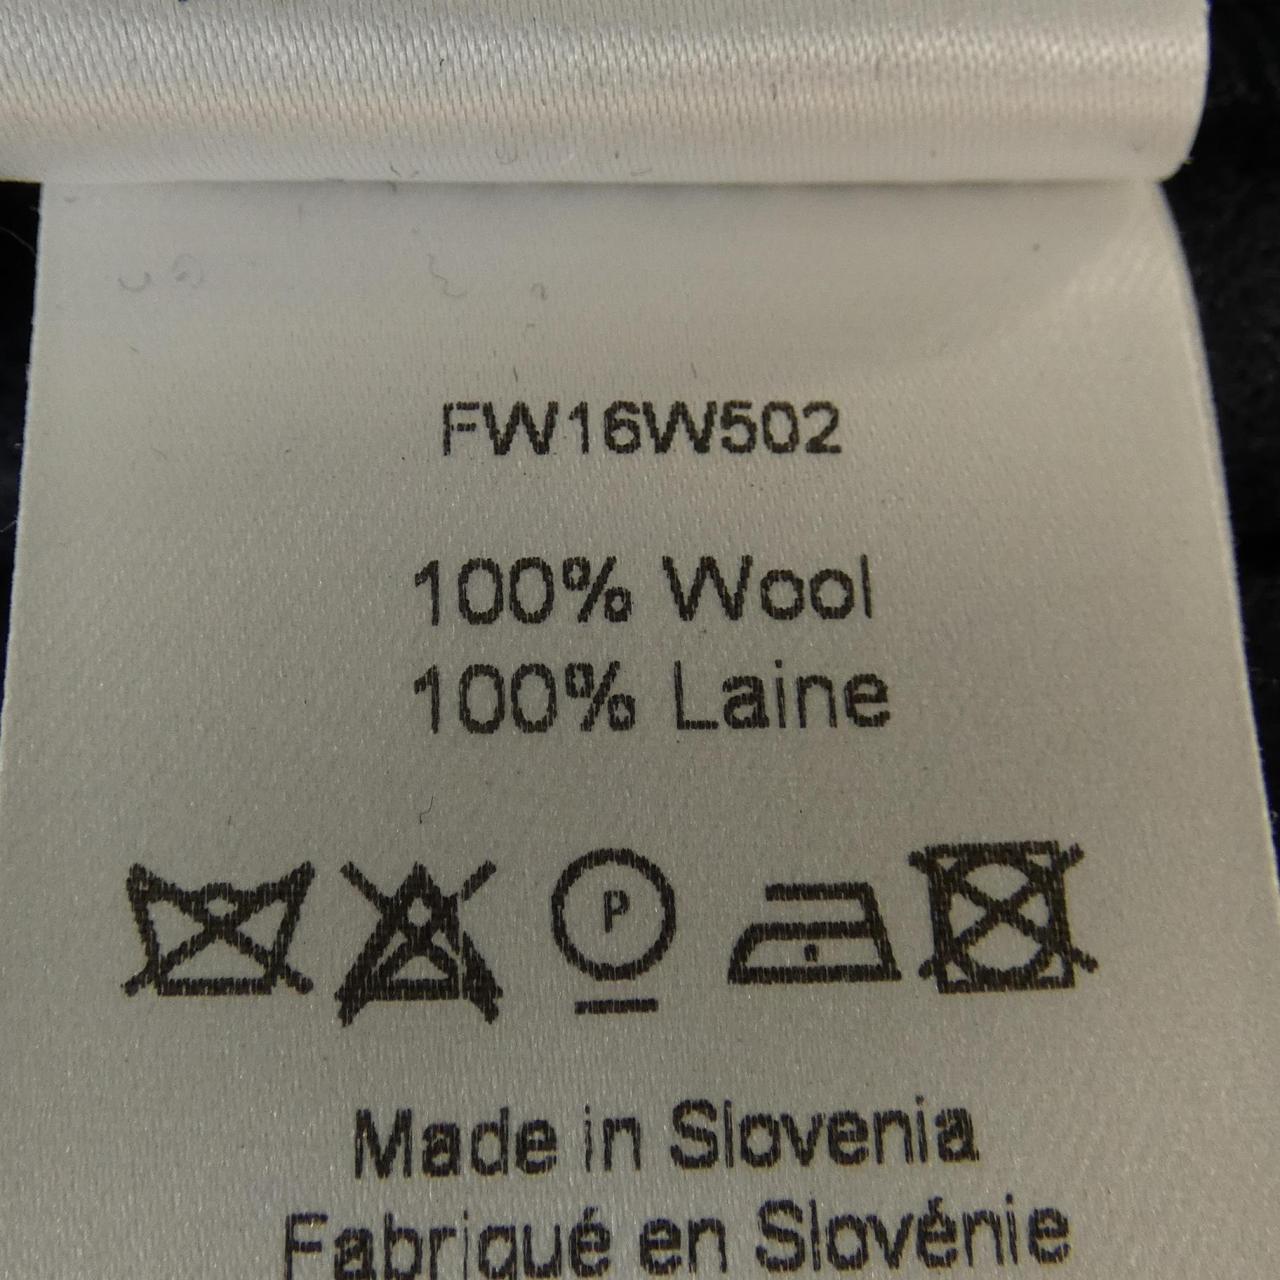 FW16W502
100% Wool
100% Laine
P
Made in Slovenia
Fabriqué en Slovénie